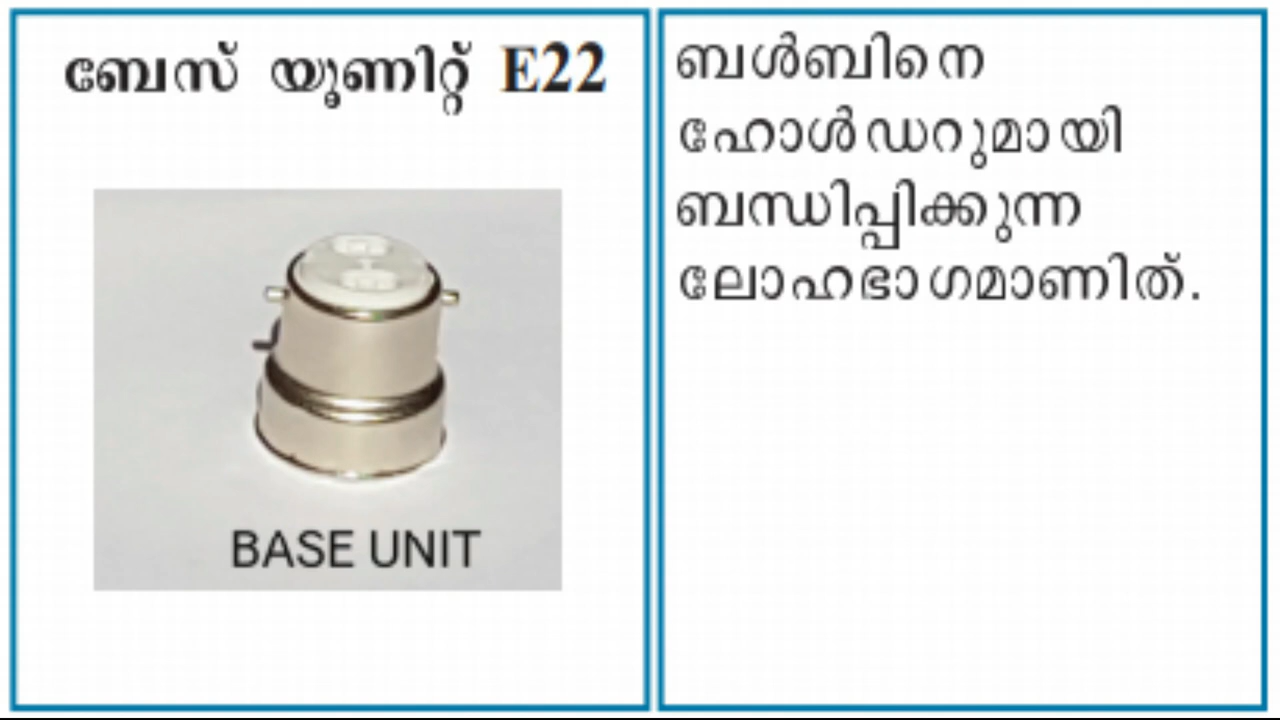 ബേസ് യൂണിറ്റ് E22
BASE UNIT
ബൾബിനെ
ഹോൾഡറുമായി
ബന്ധിപ്പിക്കുന്ന
ലോഹഭാഗമാണിത്.